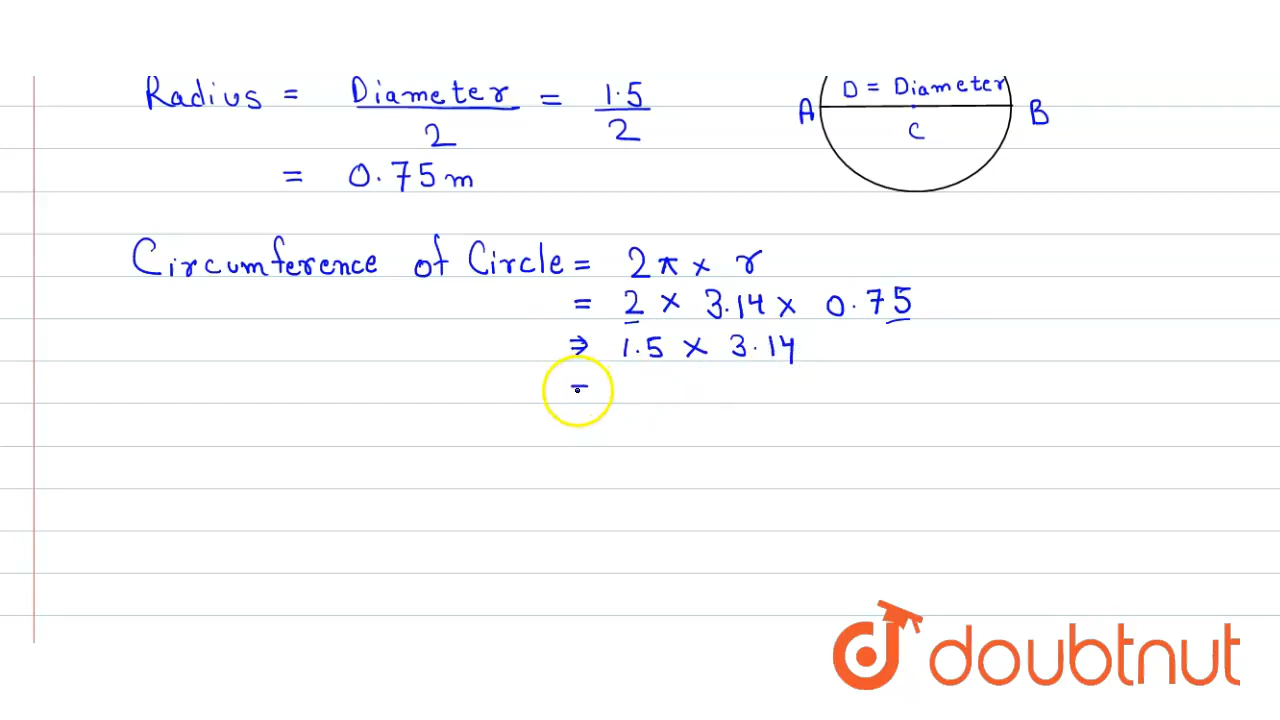 Radius = Diameter/2 = 1.5/2
= 0.75m
D = Diameter
A B
C
Circumference of Circle = 2π × r
= 2 × 3.14 × 0.75
⇒ 1.5 × 3.14
=
doubtnut